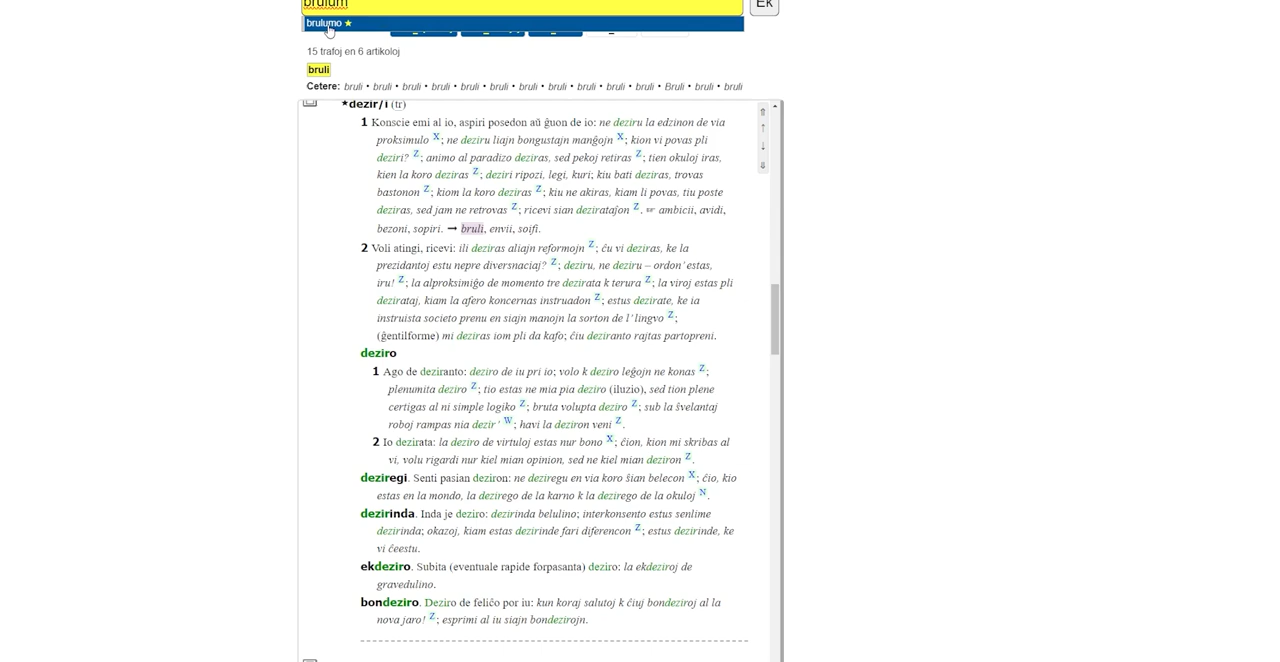 brulum
Ek
brulumo ★
15 trafoj en 6 artikoloj
bruli
Cetere: bruli • bruli • bruli • bruli • bruli • bruli • bruli • bruli • bruli • bruli • bruli • Bruli • bruli • bruli
★dezir/i (tr)
1 Konscie emi al io, aspiri posedon aŭ ĝuon de io: ne deziru la edzinon de via
proksimulo X; ne deziru liajn bongustajn manĝojn X; kion vi povas pli
deziri? Z; animo al paradizo deziras, sed pekoj retiras Z; tien okuloj iras,
kien la koro deziras Z; deziri ripozi, legi, kuri; kiu bati deziras, trovas
bastonon Z; kiom la koro deziras Z; kiu ne akiras, kiam li povas, tiu poste
deziras, sed jam ne retrovas Z; ricevi sian dezirataĵon Z. ☞ ambicii, avidi,
bezoni, sopiri. ➞ bruli, envii, soifi.
2 Voli atingi, ricevi: ili deziras aliajn reformojn Z; ĉu vi deziras, ke la
prezidantoj estu nepre diversnaciaj? Z; deziru, ne deziru – ordon’ estas,
iru! Z; la alproksimiĝo de momento tre dezirata k terura Z; la viroj estas pli
dezirataj, kiam la afero koncernas instruadon Z; estus dezirate, ke ia
instruista societo prenu en siajn manojn la sorton de l’ lingvo Z;
(ĝentilforme) mi deziras iom pli da kafo; ĉiu deziranto rajtas partopreni.
deziro
1 Ago de deziranto: deziro de iu pri io; volo k deziro leĝojn ne konas Z;
plenumita deziro Z; tio estas ne mia pia deziro (iluzio), sed tion plene
certigas al ni simple logiko Z; bruta volupta deziro Z; sub la ŝvelantaj
roboj rampas nia dezir’ W; havi la deziron veni Z.
2 Io dezirata: la deziro de virtuloj estas nur bono X; ĉion, kion mi skribas al
vi, volu rigardi nur kiel mian opinion, sed ne kiel mian deziron Z.
deziregi. Senti pasian deziron: ne deziregu en via koro ŝian belecon X; ĉio, kio
estas en la mondo, la dezirego de la karno k la dezirego de la okuloj N.
dezirinda. Inda je deziro: dezirinda belulino; interkonsento estus senlime
dezirinda; okazoj, kiam estas dezirinde fari diferencon Z; estus dezirinde, ke
vi ĉeestu.
ekdeziro. Subita (eventuale rapide forpasanta) deziro: la ekdeziroj de
gravedulino.
bondeziro. Deziro de feliĉo por iu: kun koraj salutoj k ĉiuj bondeziroj al la
nova jaro! Z; esprimi al iu siajn bondezirojn.